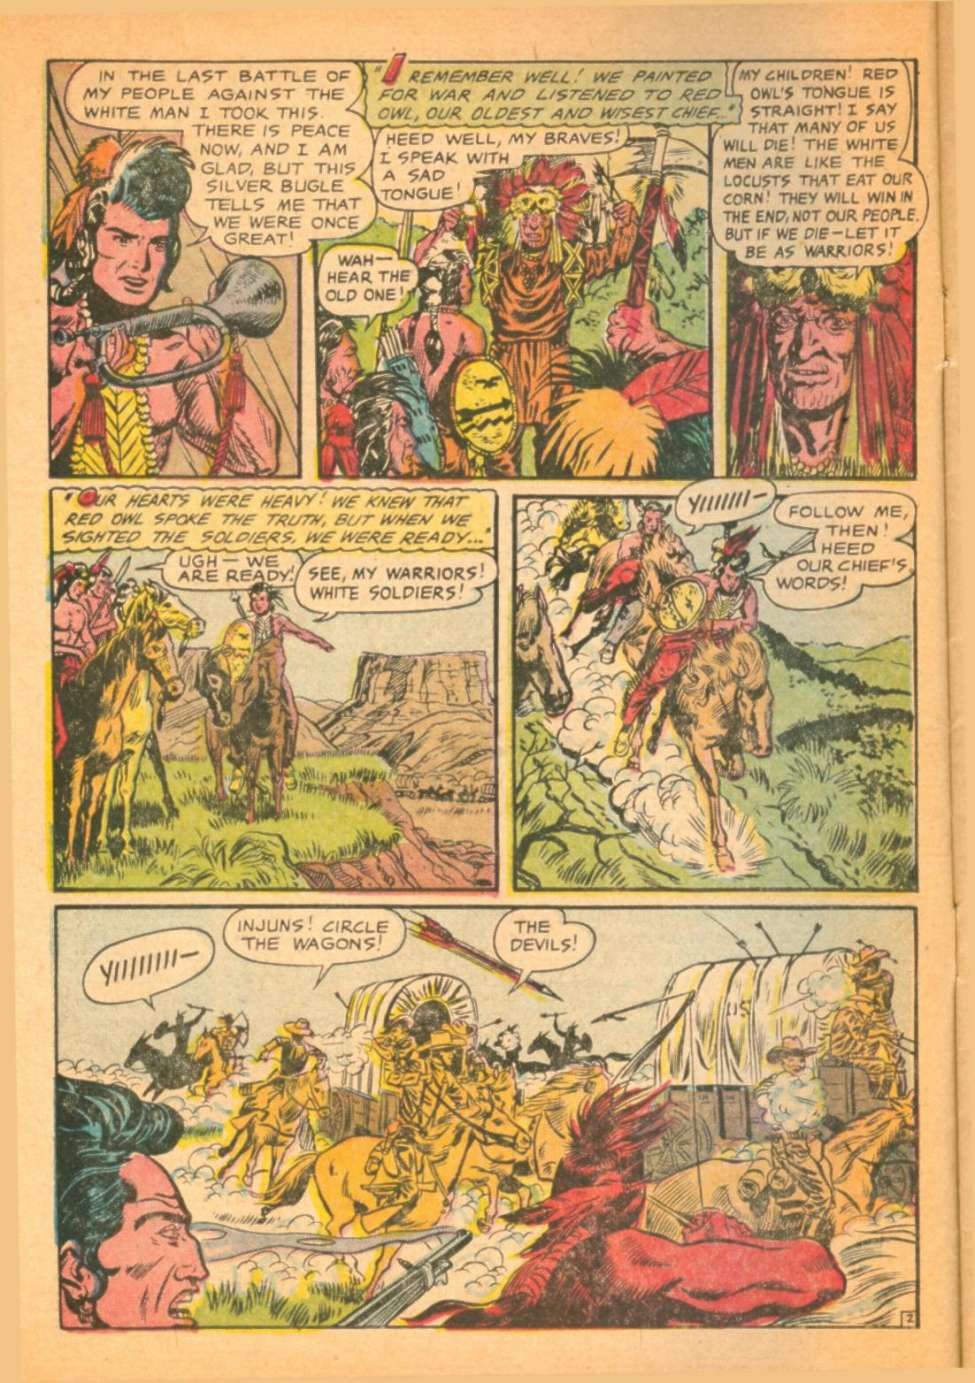 IN THE LAST BATTLE OF
MY PEOPLE AGAINST THE
WHITE MAN I TOOK THIS.
THERE IS PEACE
NOW, AND I AM
GLAD, BUT THIS
SILVER BUGLE
TELLS ME THAT
WE WERE ONCE
GREAT!
"I REMEMBER WELL! WE PAINTED
FOR WAR AND LISTENED TO RED
OWL, OUR OLDEST AND WISEST CHIEF..."
HEED WELL, MY BRAVES!
I SPEAK WITH
A SAD
TONGUE!
WAH—
HEAR THE
OLD ONE!
MY CHILDREN! RED
OWL'S TONGUE IS
STRAIGHT! I SAY
THAT MANY OF US
WILL DIE! THE WHITE
MEN ARE LIKE THE
LOCUSTS THAT EAT OUR
CORN! THEY WILL WIN IN
THE END, NOT OUR PEOPLE.
BUT IF WE DIE—LET IT
BE AS WARRIORS!
"OUR HEARTS WERE HEAVY! WE KNEW THAT
RED OWL SPOKE THE TRUTH, BUT WHEN WE
SIGHTED THE SOLDIERS, WE WERE READY..."
UGH—WE
ARE READY!
SEE, MY WARRIORS!
WHITE SOLDIERS!
YIIIIIII—
FOLLOW ME,
THEN!
HEED
OUR CHIEF'S
WORDS!
YIIIIIIIII—
INJUNS! CIRCLE
THE WAGONS!
THE
DEVILS!
US
2